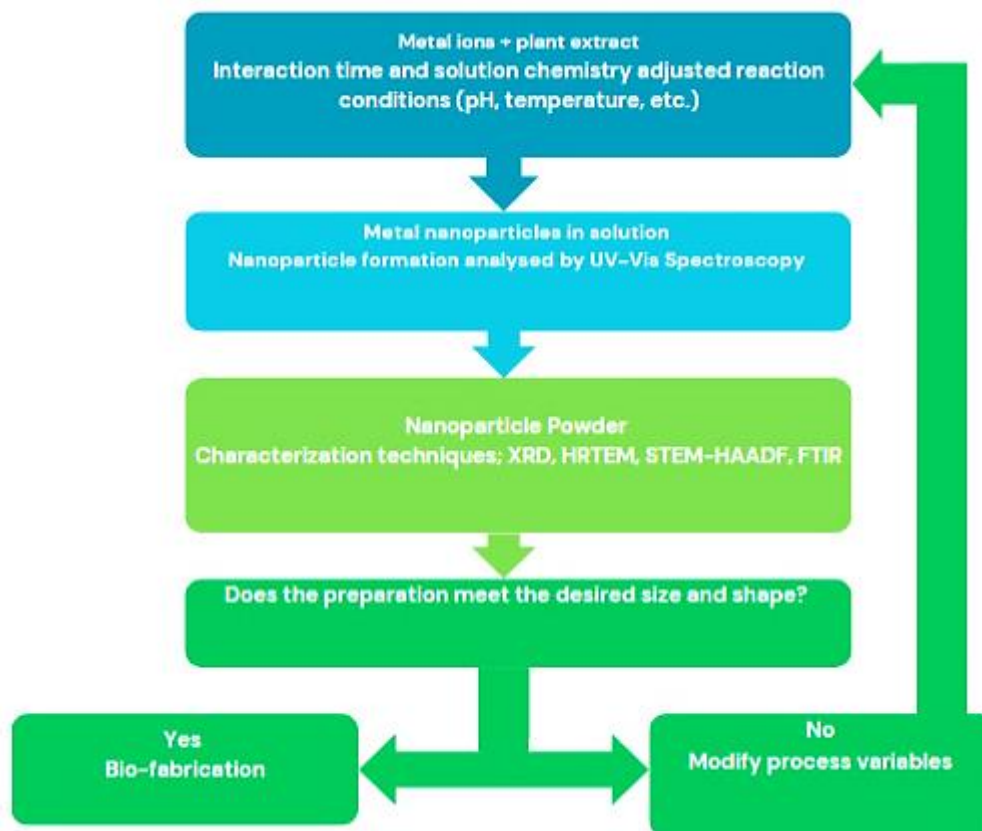 Metal ions + plant extract
Interaction time and solution chemistry adjusted reaction
conditions (pH, temperature, etc.)
Metal nanoparticles in solution
Nanoparticle formation analysed by UV-Vis Spectroscopy
Nanoparticle Powder
Characterization techniques; XRD, HRTEM, STEM-HAADF, FTIR
Does the preparation meet the desired size and shape?
Yes
Bio-fabrication
No
Modify process variables